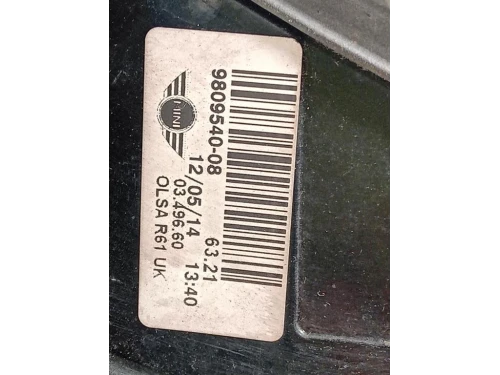 MINI
9809540-08
63.21
12/05/14 13:40
03.496.60
OLSA R61 UK